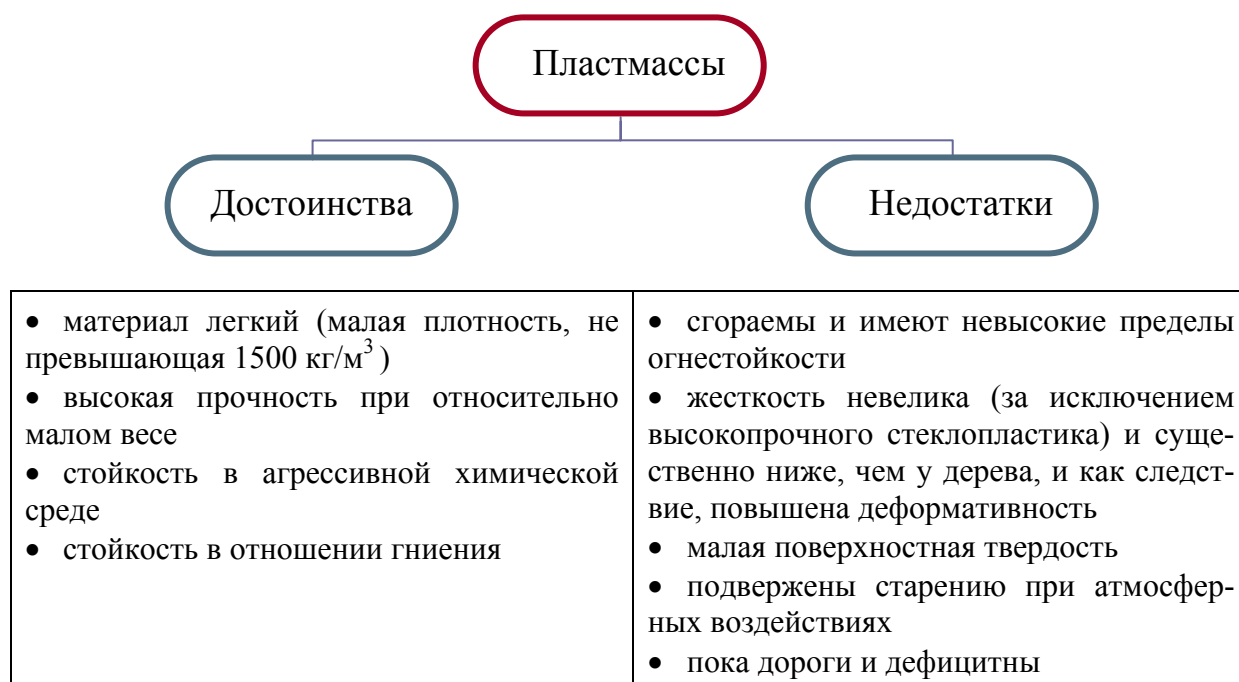 Пластмассы
Достоинства
Недостатки
• материал легкий (малая плотность, не
превышающая 1500 кг/м³ )
• высокая прочность при относительно
малом весе
• стойкость в агрессивной химической
среде
• стойкость в отношении гниения
• сгораемы и имеют невысокие пределы
огнестойкости
• жесткость невелика (за исключением
высокопрочного стеклопластика) и суще-
ственно ниже, чем у дерева, и как следст-
вие, повышена деформативность
• малая поверхностная твердость
• подвержены старению при атмосфер-
ных воздействиях
• пока дороги и дефицитны